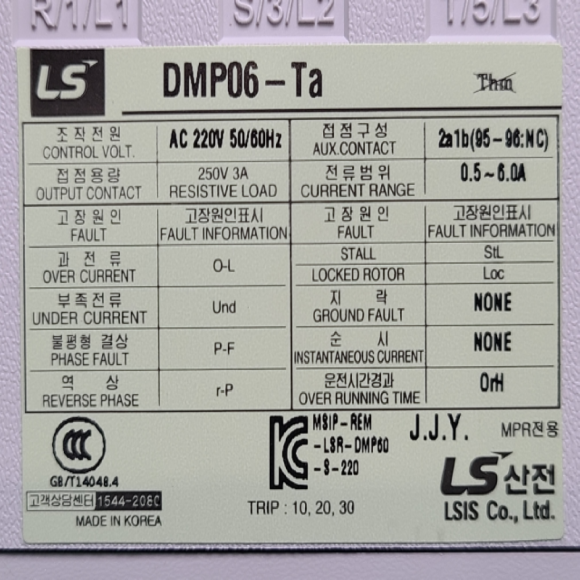 R/1/L1 S/3/L2 T/5/L3
LS DMP06-Ta Thm
조작전원 CONTROL VOLT. AC 220V 50/60Hz 접점구성 AUX.CONTACT 2a1b(95-96:NC)
접점용량 OUTPUT CONTACT 250V 3A RESISTIVE LOAD 전류범위 CURRENT RANGE 0.5~6.0A
고장원인 FAULT 고장원인표시 FAULT INFORMATION 고장원인 FAULT 고장원인표시 FAULT INFORMATION
과전류 OVER CURRENT O-L STALL StL
LOCKED ROTOR Loc
부족전류 UNDER CURRENT Und 지락 GROUND FAULT NONE
불평형 결상 PHASE FAULT P-F 순시 INSTANTANEOUS CURRENT NONE
역상 REVERSE PHASE r-P 운전시간경과 OVER RUNNING TIME OrH
CCC
GB/T14048.4
고객상담센터 1544-2080
MADE IN KOREA
MSIP-REM
-LSR-DMP60
-S-220
TRIP : 10, 20, 30
J.J.Y. MPR전용
LS산전
LSIS Co., Ltd.